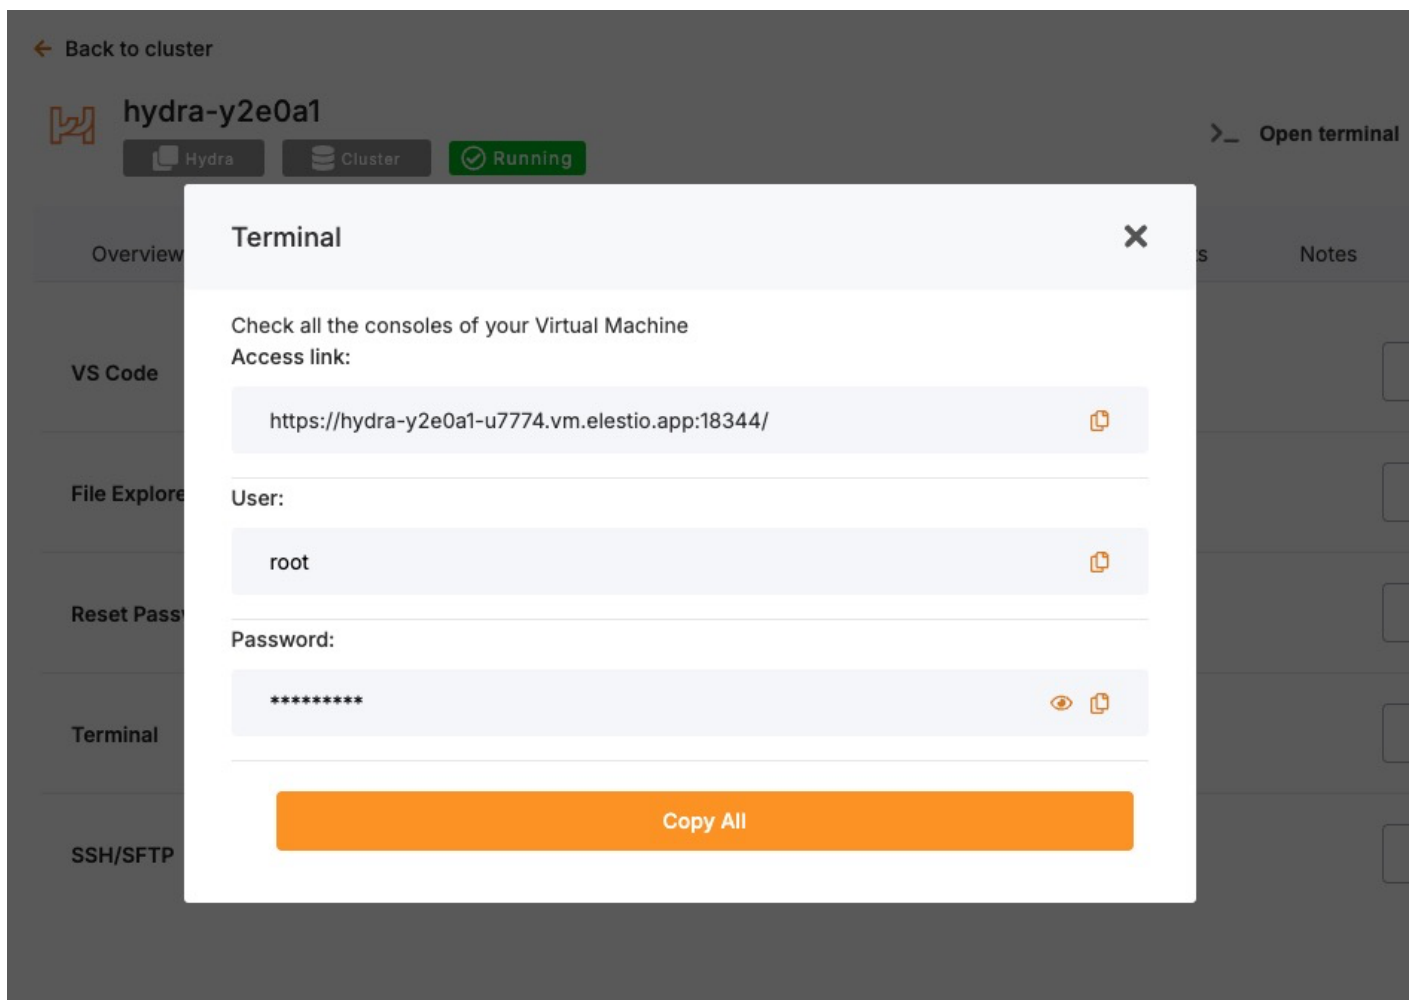 Back to cluster
hydra-y2e0a1
Hydra
Cluster
Running
Open terminal
Overview
Notes
Terminal
Check all the consoles of your Virtual Machine
Access link:
https://hydra-y2e0a1-u7774.vm.elestio.app:18344/
User:
root
Password:
*********
Copy All
VS Code
File Explore
Reset Pass
Terminal
SSH/SFTP